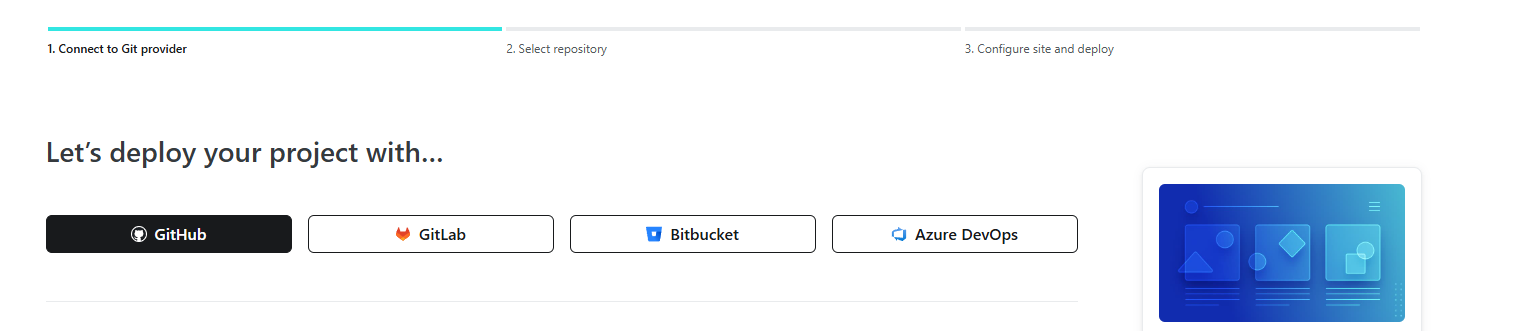 1. Connect to Git provider
2. Select repository
3. Configure site and deploy
Let’s deploy your project with…
GitHub
GitLab
Bitbucket
Azure DevOps